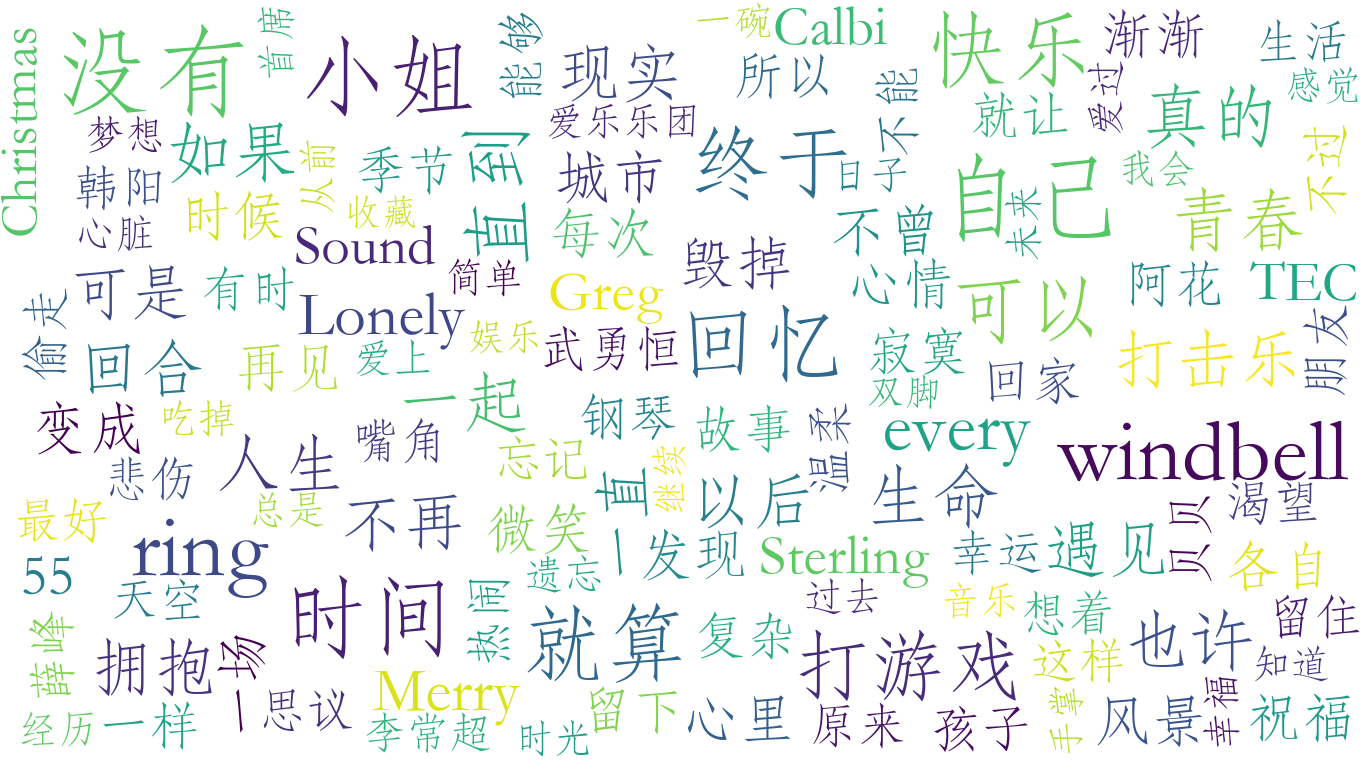 Christmas
没有
首席
小姐
能够
现实
一碗
Calbi
所以
不能
快乐
渐渐
爱过
生活
感觉
梦想
如果
从前
季节
直到
爱乐乐团
城市
终于
日子
就让
真的
我会
不过
韩阳
心脏
时候
收藏
Sound
每次
毁掉
不曾
自己
未来
青春
偷走
可是
有时
简单
Greg
心情
可以
阿花
TEC
Lonely
娱乐
武勇恒
回忆
寂寞
打击乐
朋友
回合
再见
爱上
一起
双脚
回家
变成
吃掉
嘴角
钢琴
故事
温柔
every
windbell
悲伤
人生
忘记
一直
继续
以后
生命
贝贝
渴望
最好
总是
不再
微笑
55
ring
发现
Sterling
幸运
遇见
各自
天空
遗忘
过去
音乐
想着
留住
薛峰
拥抱
一场
时间
热闹
就算
复杂
打游戏
这样
也许
知道
经历
一样
思议
Merry
李常超
时光
留下
心里
原来
孩子
手掌
风景
幸福
祝福